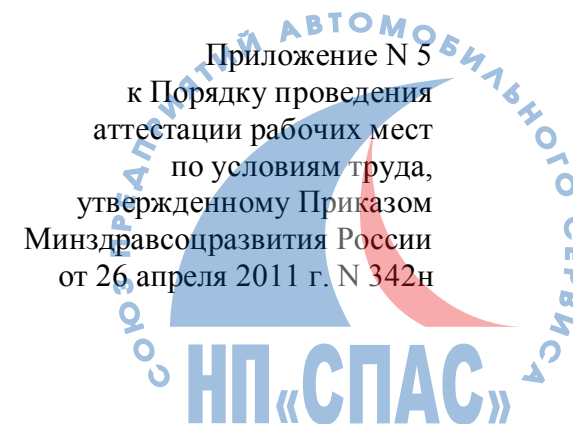 Приложение N 5
к Порядку проведения
аттестации рабочих мест
по условиям труда,
утвержденному Приказом
Минздравсоцразвития России
от 26 апреля 2011 г. N 342н
СОЮЗ ПРЕДПРИЯТИЙ АВТОМОБИЛЬНОГО СЕРВИСА
НП«СПАС»